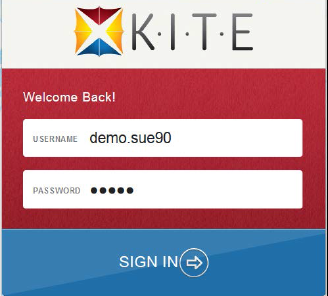 K·I·T·E
Welcome Back!
USERNAME demo.sue90
PASSWORD •••••
SIGN IN